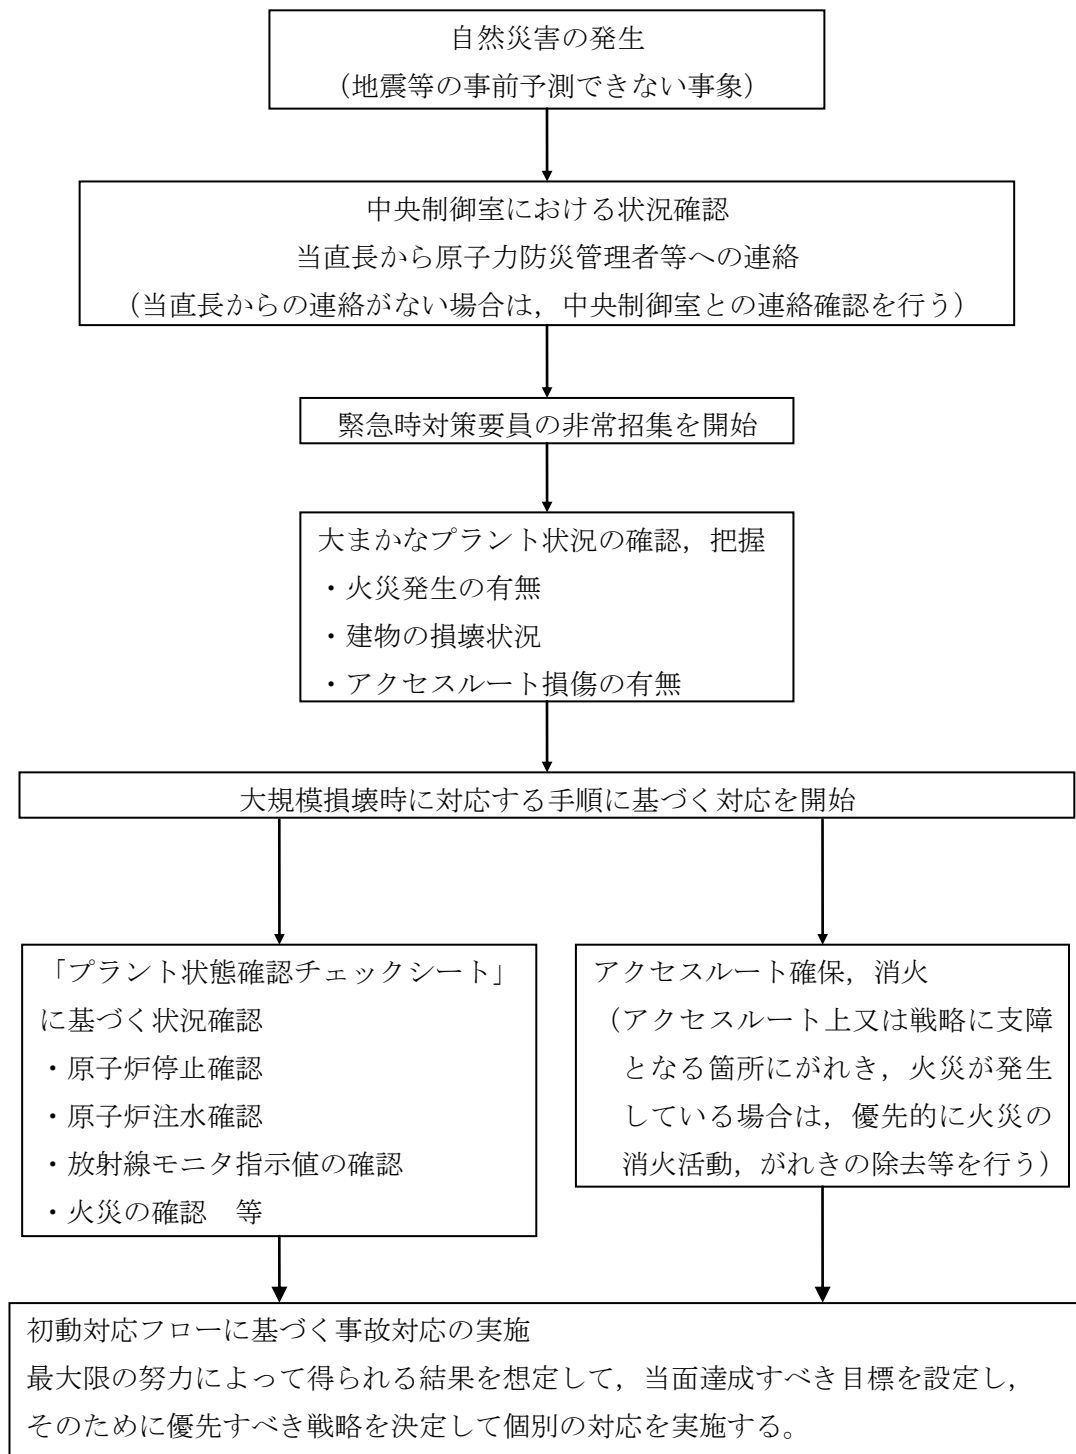 自然災害の発生
(地震等の事前予測できない事象)
中央制御室における状況確認
当直長から原子力防災管理者等への連絡
(当直長からの連絡がない場合は,中央制御室との連絡確認を行う)
緊急時対策要員の非常招集を開始
大まかなプラント状況の確認,把握
・火災発生の有無
・建物の損壊状況
・アクセスルート損傷の有無
大規模損壊時に対応する手順に基づく対応を開始
「プラント状態確認チェックシート」
に基づく状況確認
・原子炉停止確認
・原子炉注水確認
・放射線モニタ指示値の確認
・火災の確認 等
アクセスルート確保,消火
(アクセスルート上又は戦略に支障
となる箇所にがれき,火災が発生
している場合は,優先的に火災の
消火活動,がれきの除去等を行う)
初動対応フローに基づく事故対応の実施
最大限の努力によって得られる結果を想定して,当面達成すべき目標を設定し,
そのために優先すべき戦略を決定して個別の対応を実施する。